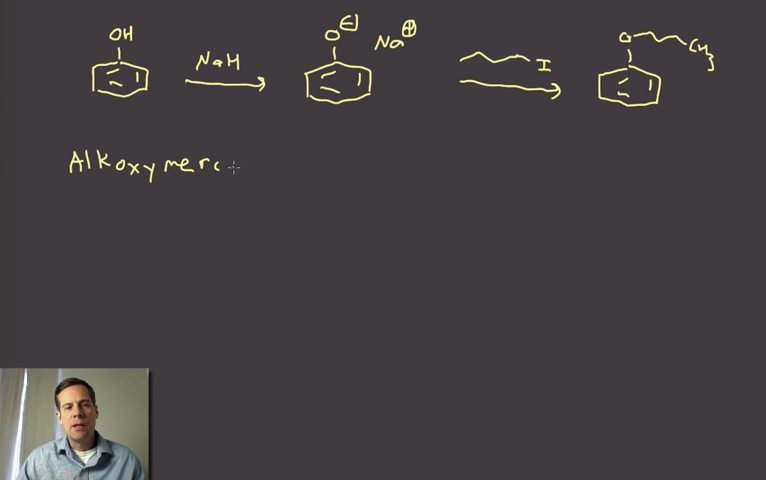 OH
NaH
O⊖ Na⊕
I
O CH3
Alkoxymerc